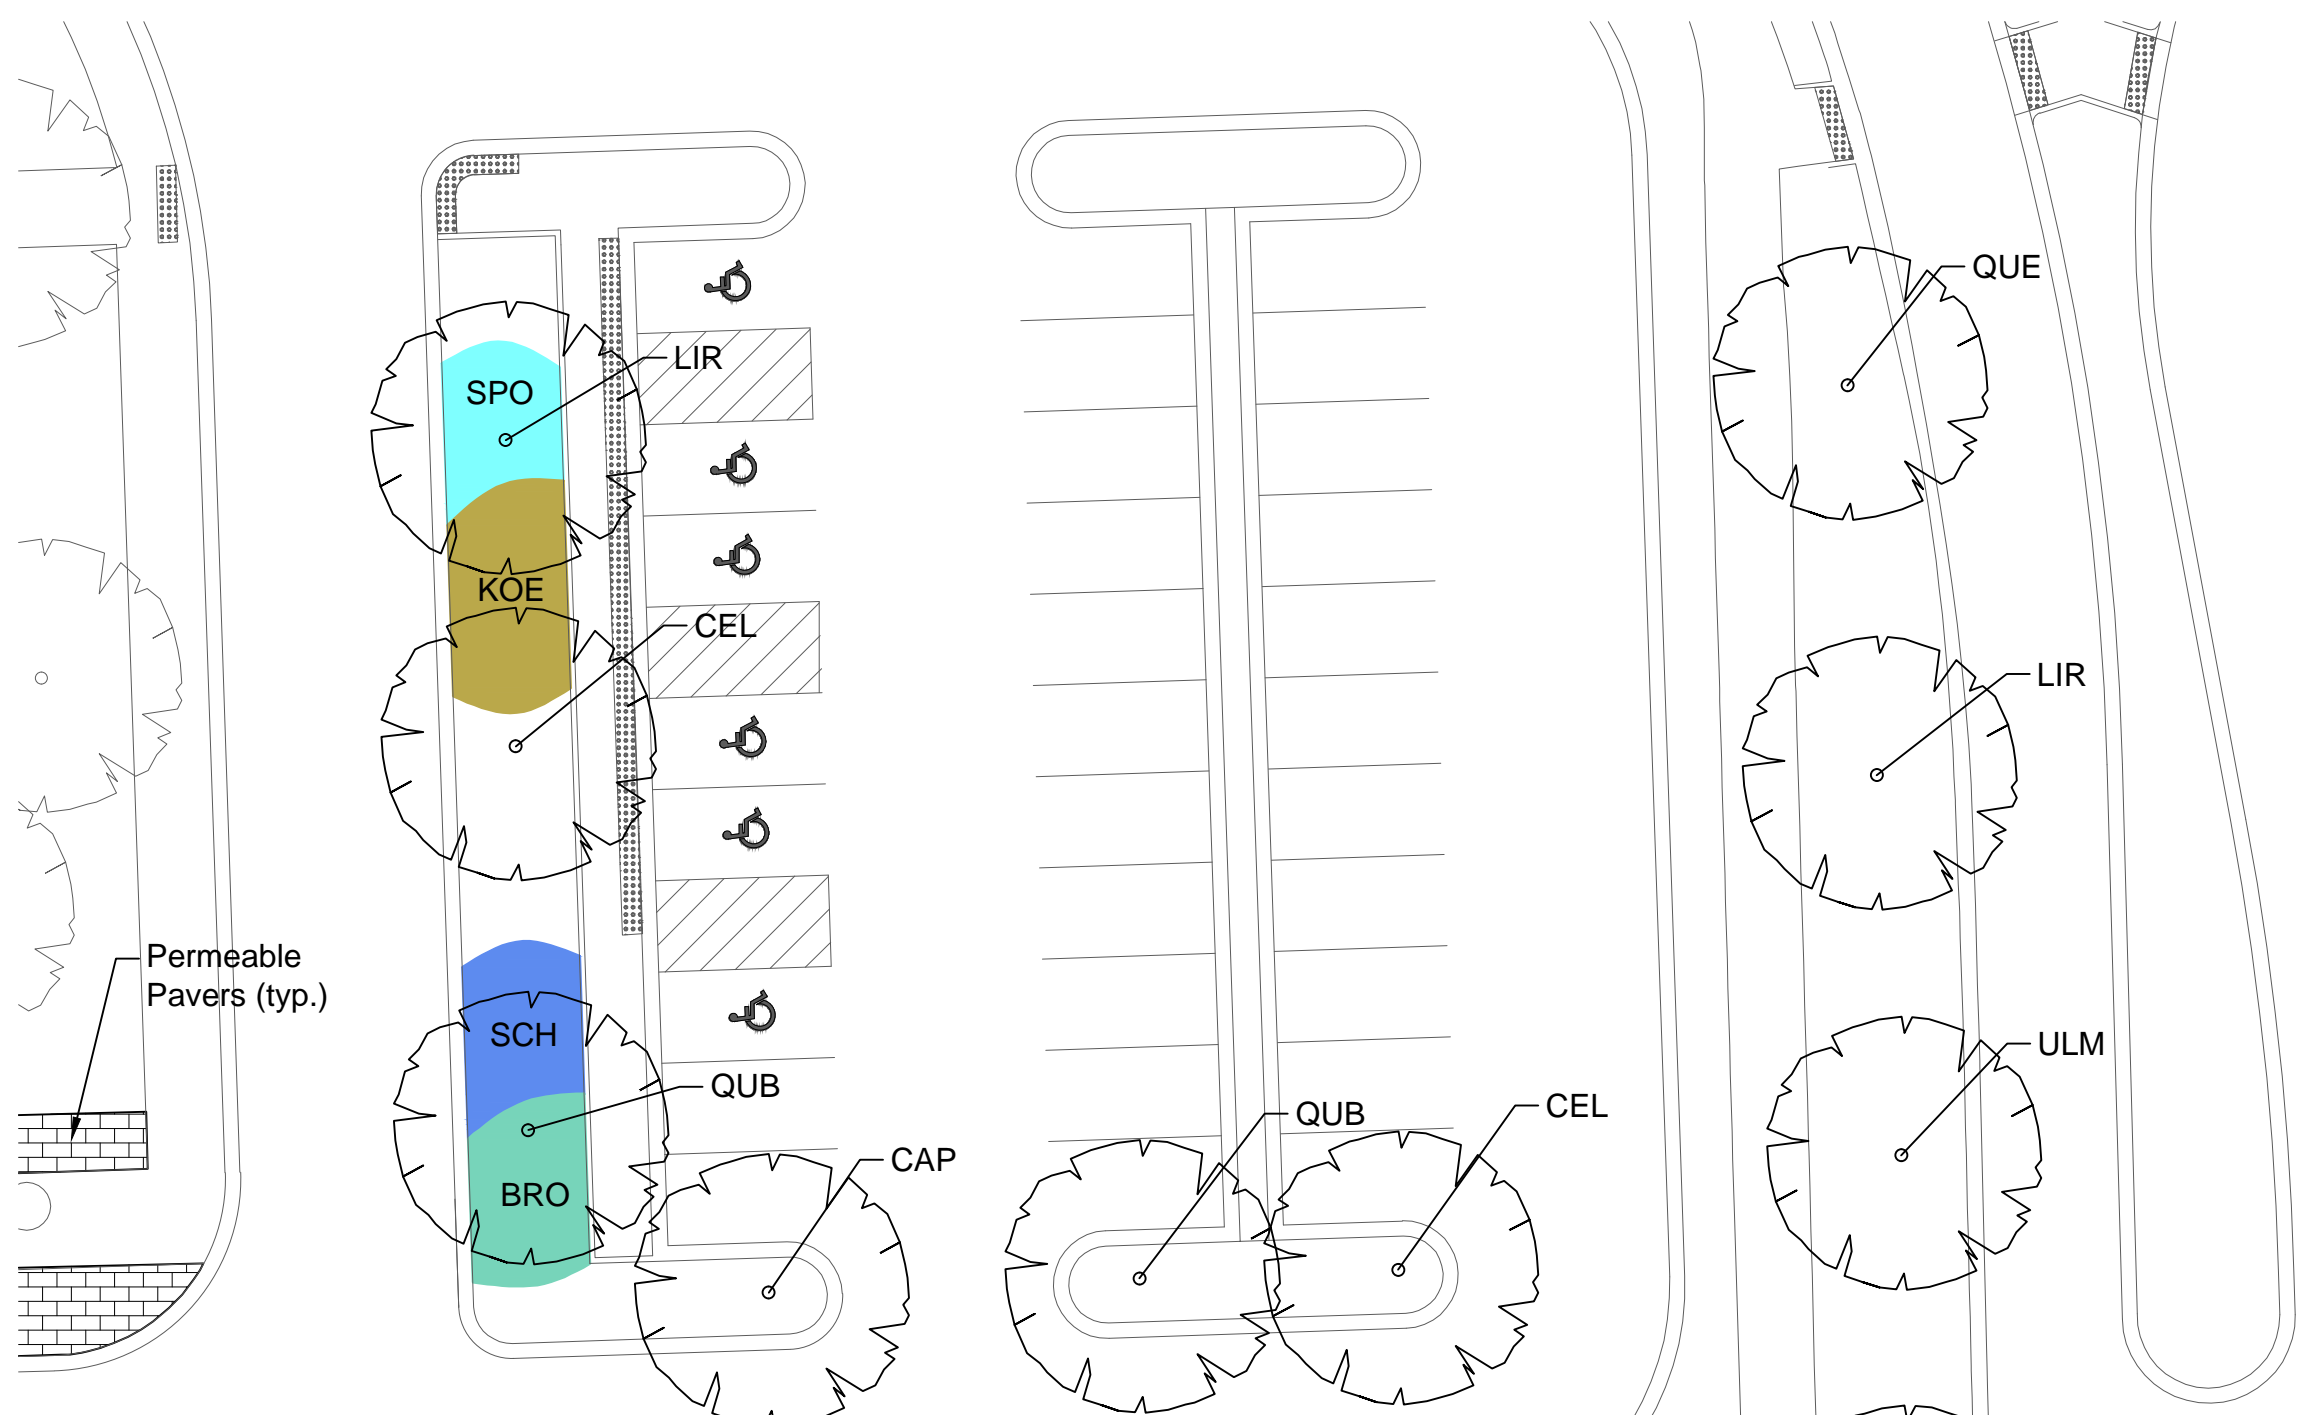 QUE
LIR
SPO
KOE
CEL
LIR
Permeable
Pavers (typ.)
SCH
ULM
QUB
QUB
CEL
CAP
BRO